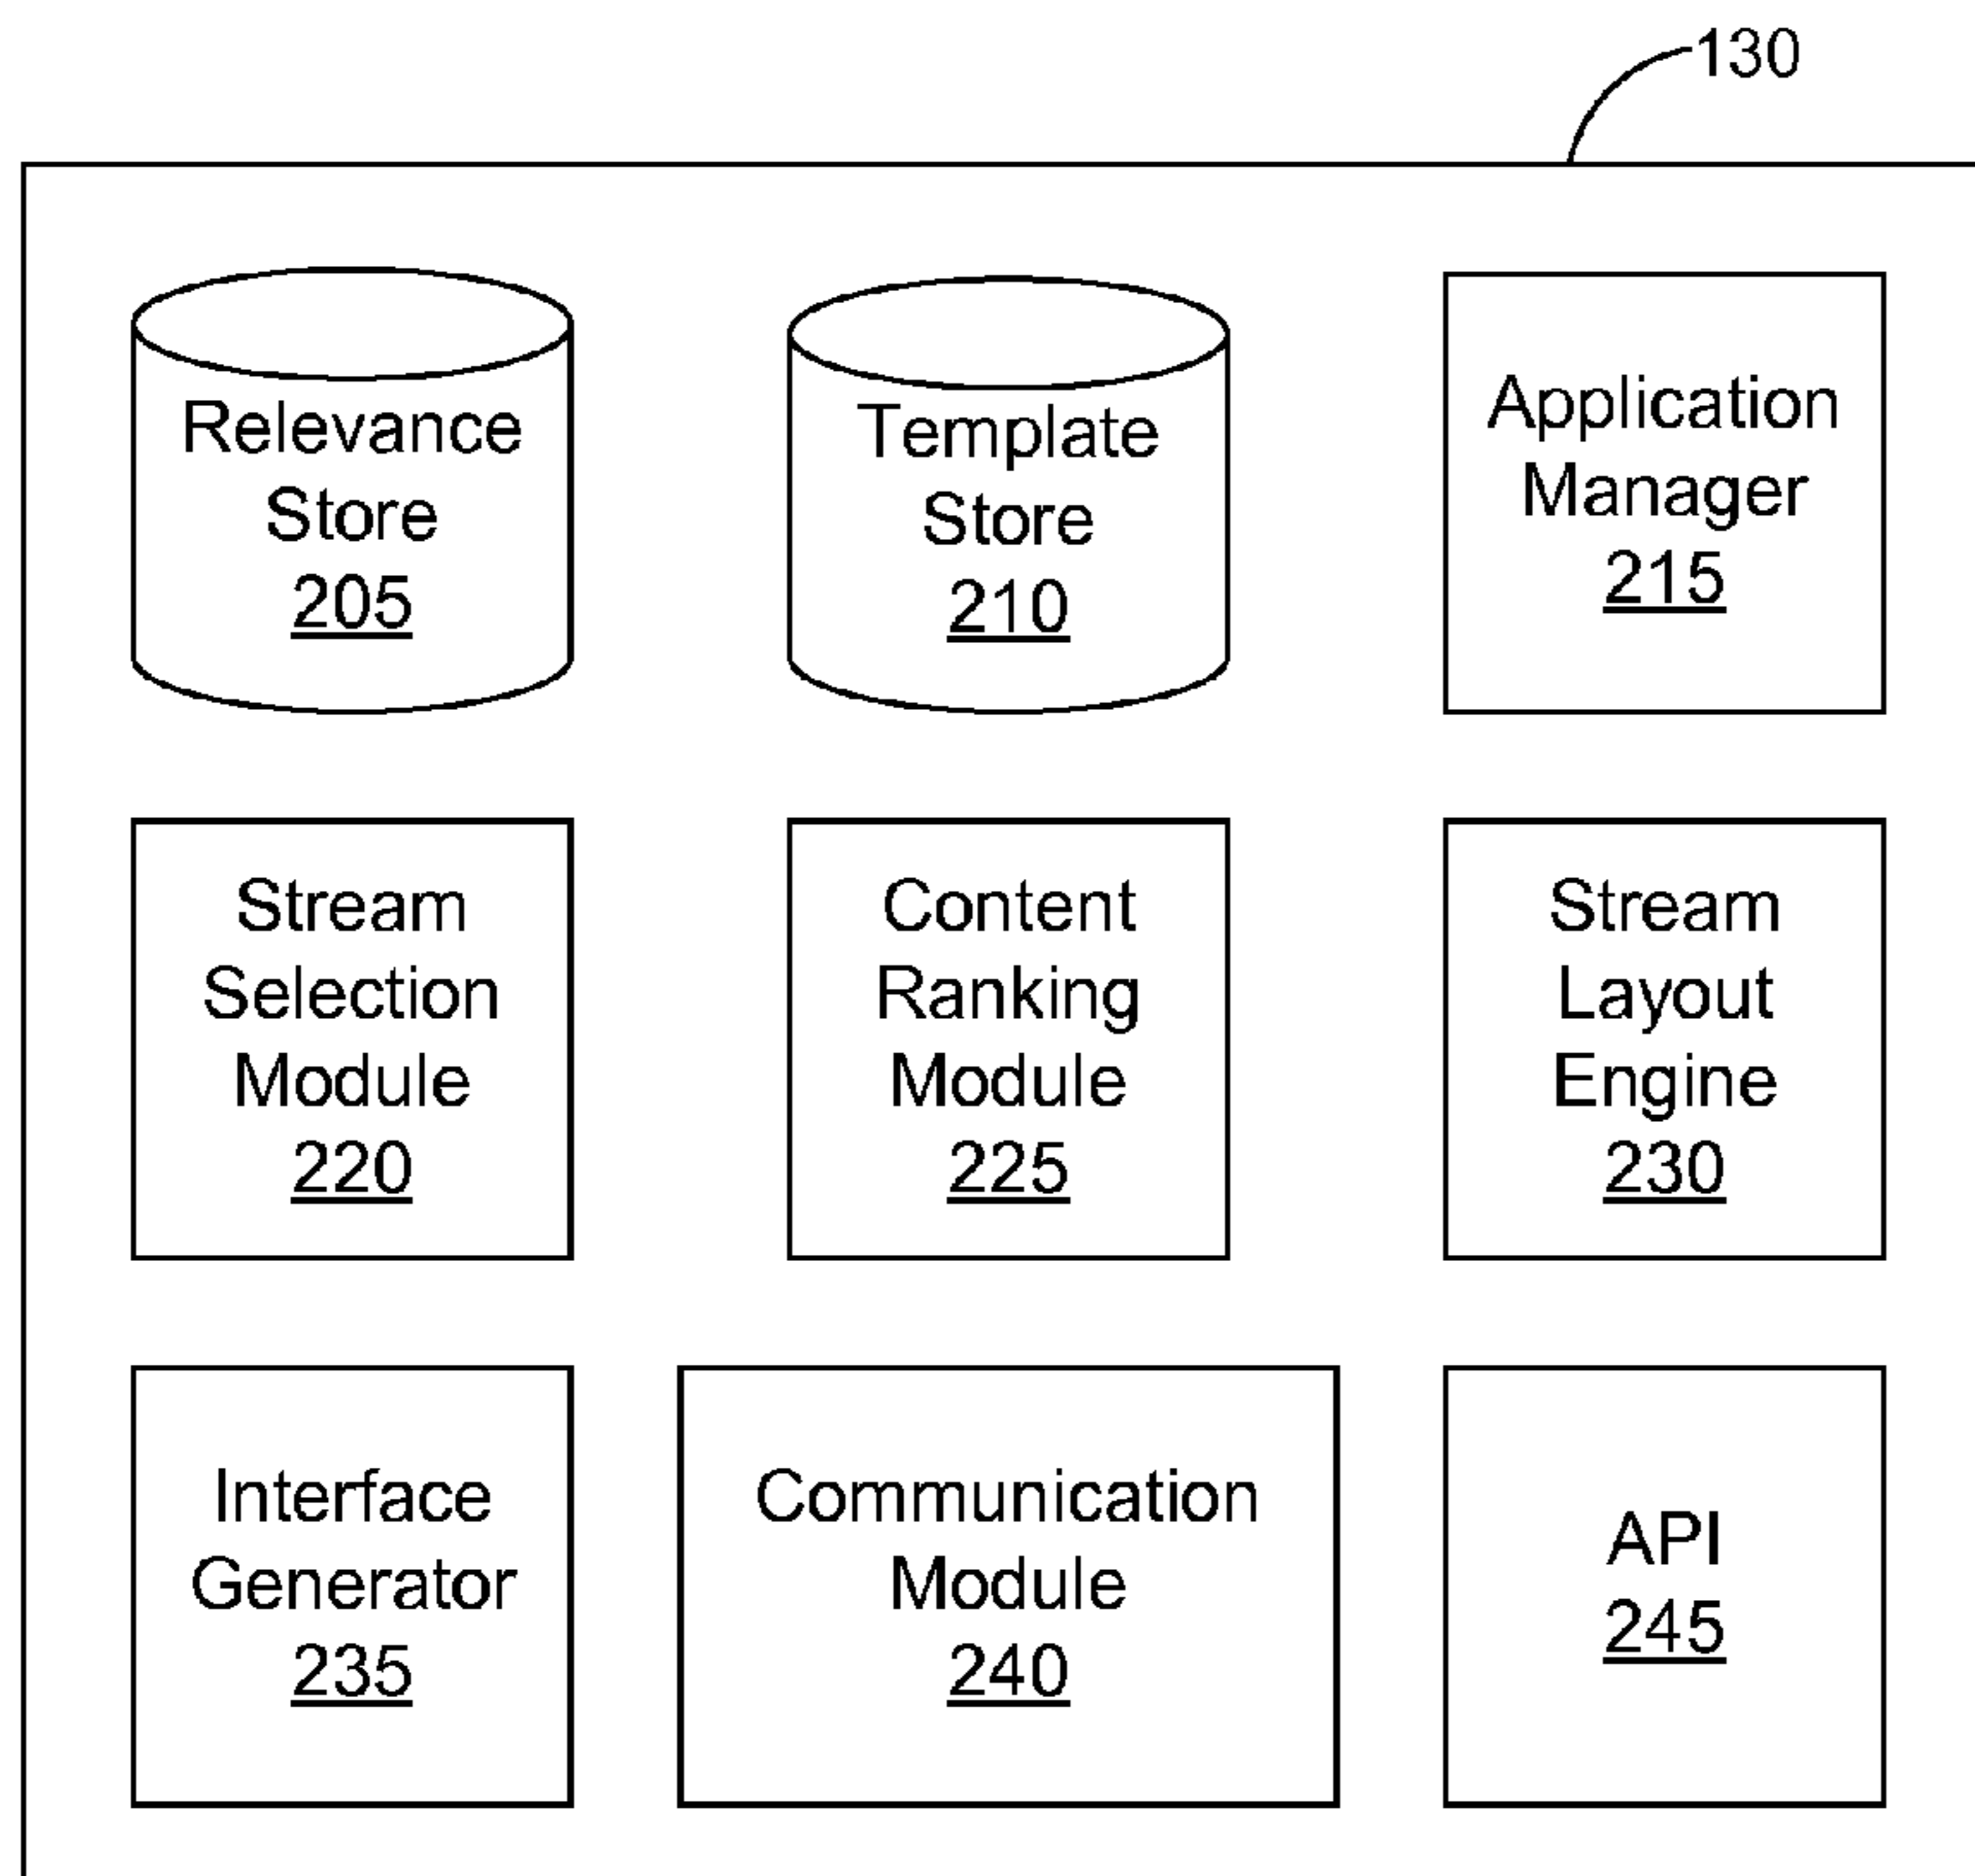 130
Relevance
Store
205
Template
Store
210
Application
Manager
215
Stream
Selection
Module
220
Content
Ranking
Module
225
Stream
Layout
Engine
230
Interface
Generator
235
Communication
Module
240
API
245